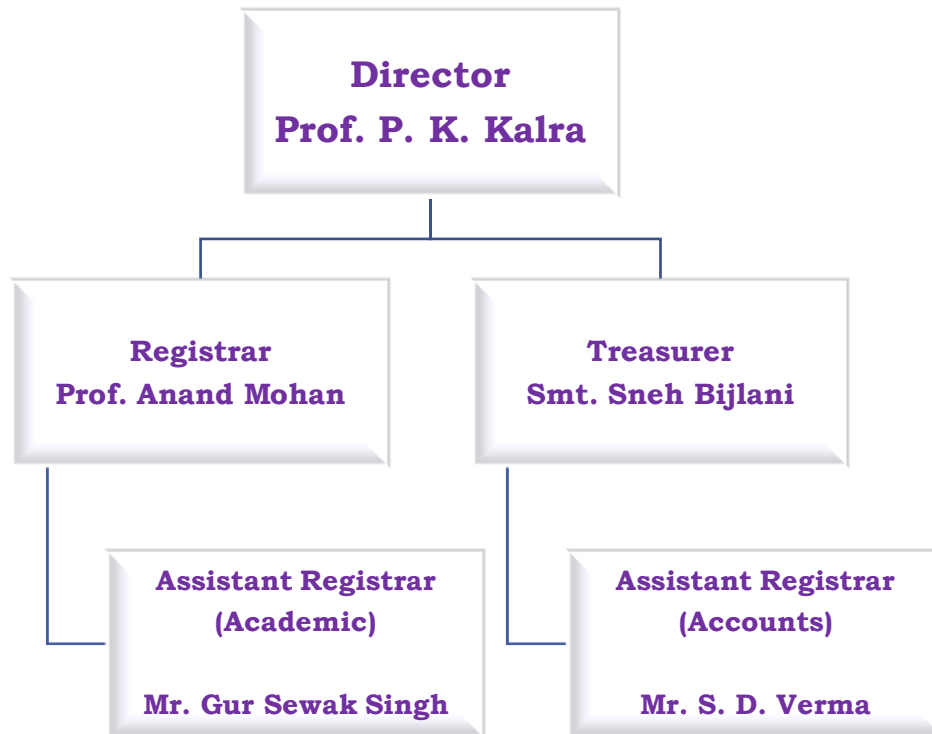 Director
Prof. P. K. Kalra
Registrar
Prof. Anand Mohan
Treasurer
Smt. Sneh Bijlani
Assistant Registrar
(Academic)
Mr. Gur Sewak Singh
Assistant Registrar
(Accounts)
Mr. S. D. Verma